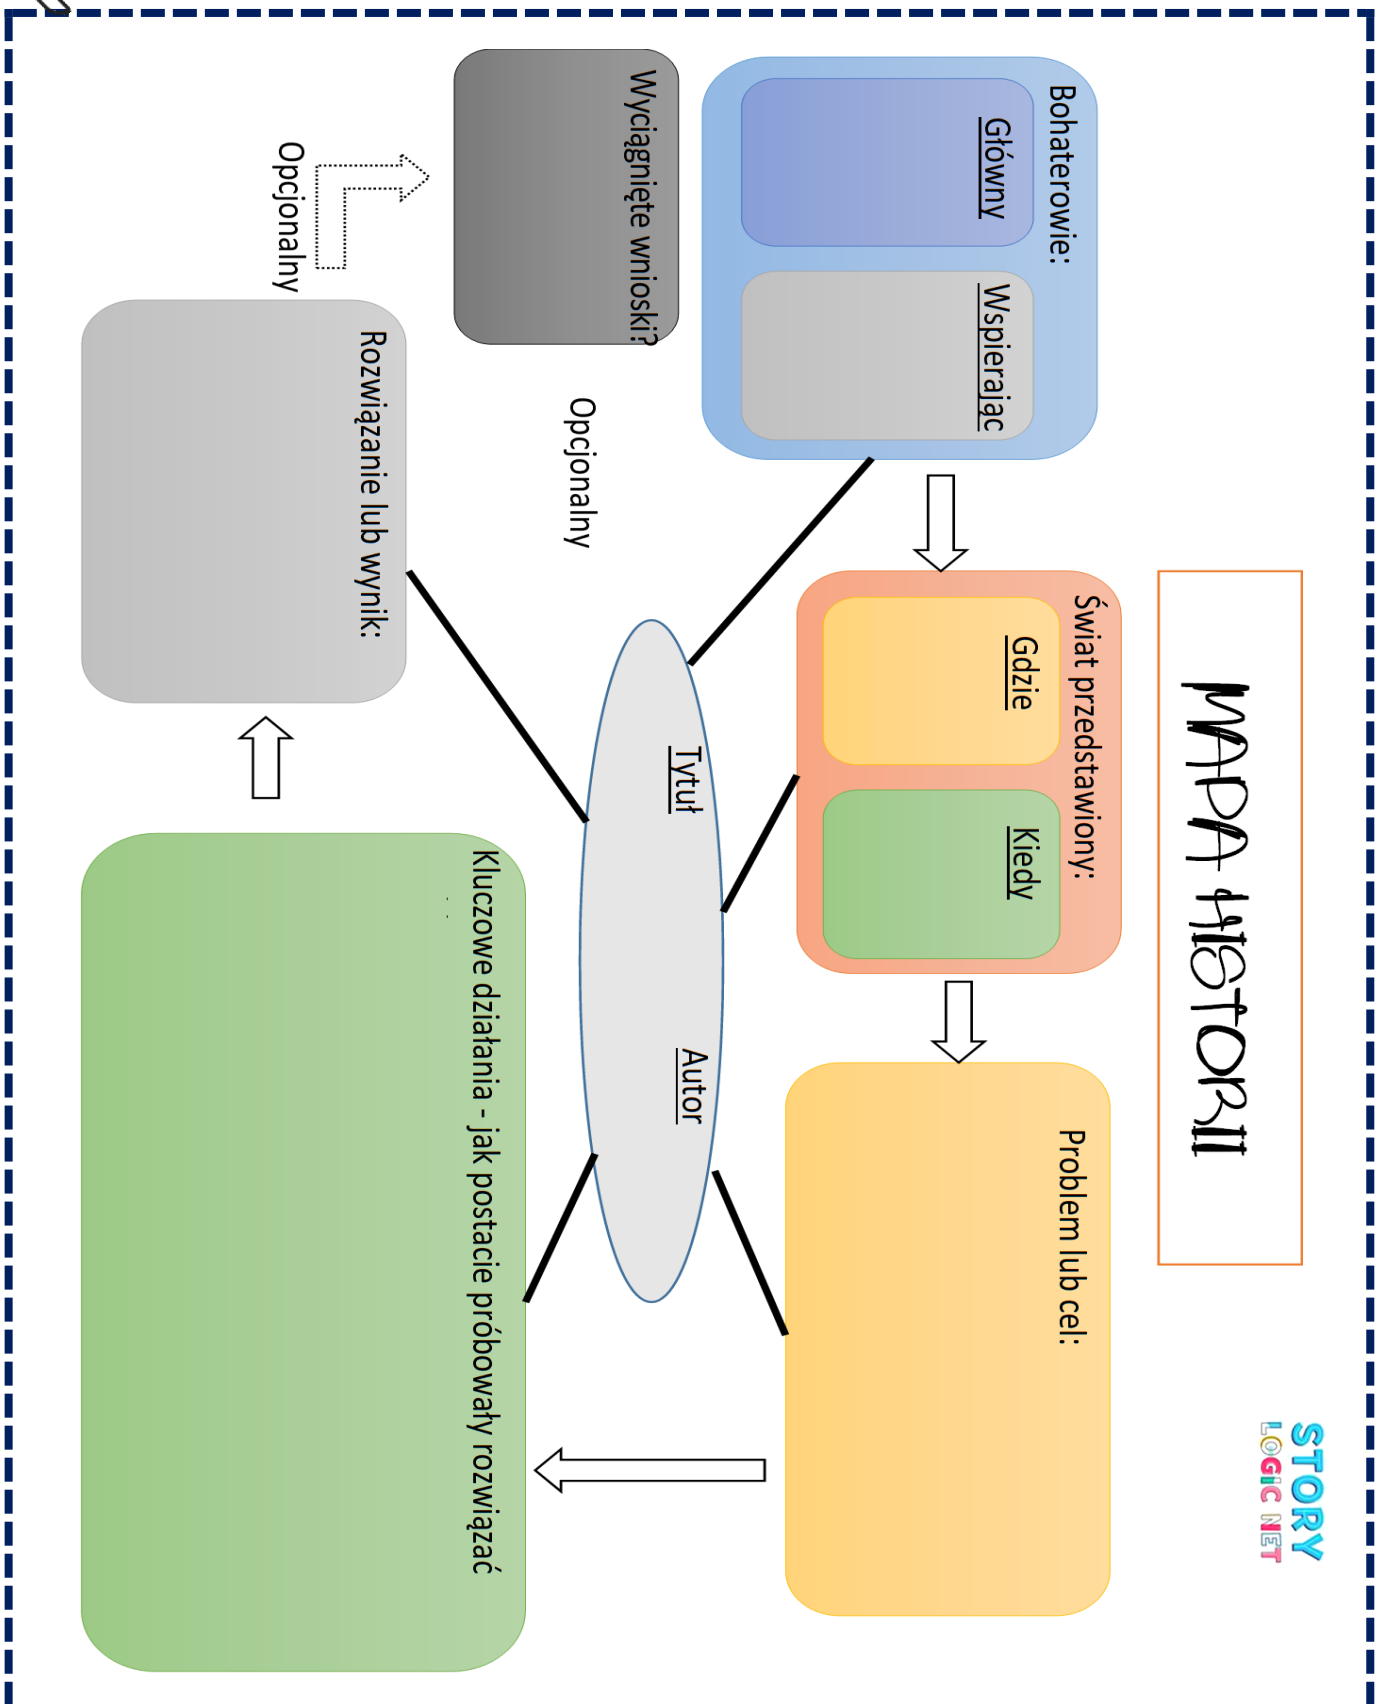 MAPA HISTORII
STORY
LOGIC NET
Bohaterowie:
Główny
Wspierając
Świat przedstawiony:
Gdzie
Kiedy
Problem lub cel:
Tytuł
Autor
Wyciągnięte wnioski?
Opcjonalny
Opcjonalny
Rozwiązanie lub wynik:
Kluczowe działania - jak postacie próbowały rozwiązać